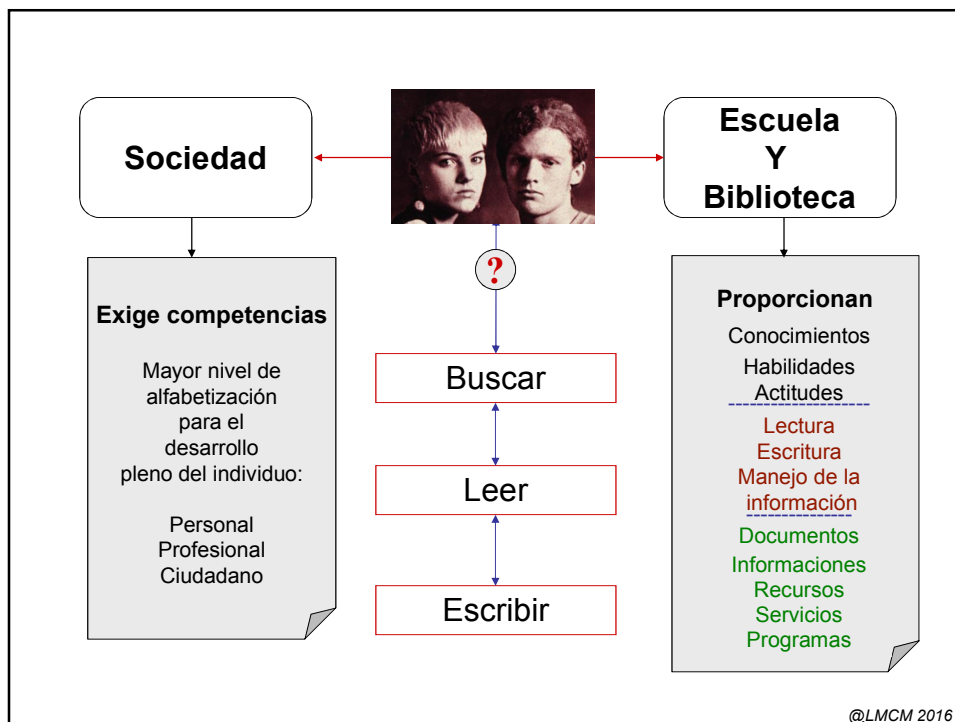 Sociedad
Escuela
Y
Biblioteca
?
Exige competencias
Mayor nivel de
alfabetización
para el
desarrollo
pleno del individuo:
Personal
Profesional
Ciudadano
Buscar
Leer
Escribir
Proporcionan
Conocimientos
Habilidades
Actitudes
Lectura
Escritura
Manejo de la
información
Documentos
Informaciones
Recursos
Servicios
Programas
@LMCM 2016